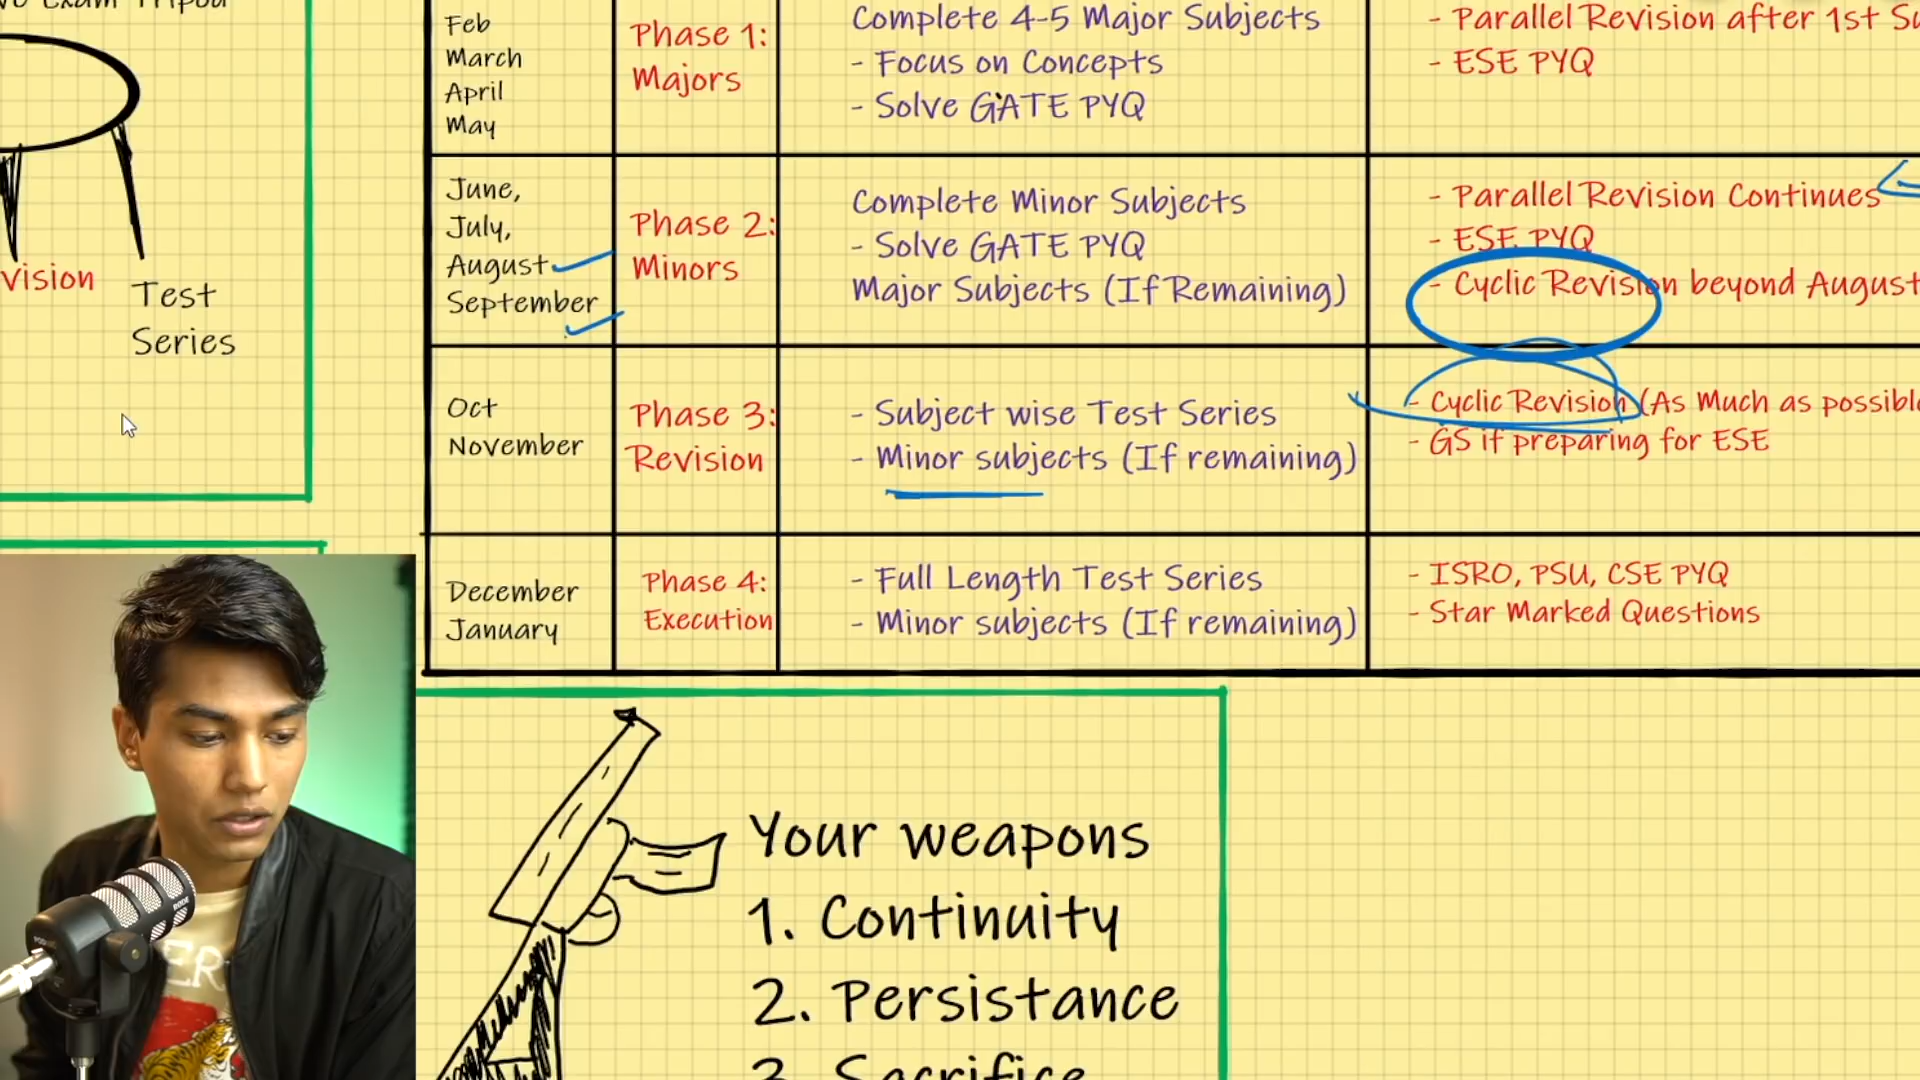 vision
Test
Series
Feb
March
April
May
Phase 1:
Majors
Complete 4-5 Major Subjects
- Focus on Concepts
- Solve GATE PYQ
- Parallel Revision after 1st
- ESE PYQ
June,
July,
August
September
Phase 2:
Minors
Complete Minor Subjects
- Solve GATE PYQ
Major Subjects (If Remaining)
- Parallel Revision Continues
- ESE PYQ
- Cyclic Revision beyond August
Oct
November
Phase 3:
Revision
- Subject wise Test Series
- Minor subjects (If remaining)
- Cyclic Revision (As Much as possible
- GS if preparing for ESE
December
January
Phase 4:
Execution
- Full Length Test Series
- Minor subjects (If remaining)
- ISRO, PSU, CSE PYQ
- Star Marked Questions
Your weapons
1. Continuity
2. Persistance
3. Sacrifice
RODE